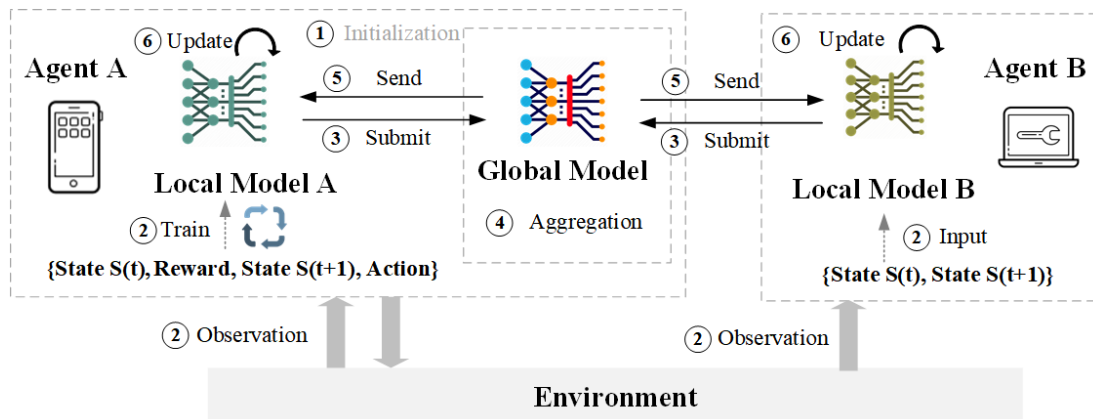 ① Initialization
⑥ Update
Agent A
⑤ Send
③ Submit
Local Model A
② Train
{State S(t), Reward, State S(t+1), Action}
Global Model
④ Aggregation
⑥ Update
Agent B
⑤ Send
③ Submit
Local Model B
② Input
{State S(t), State S(t+1)}
② Observation
② Observation
Environment